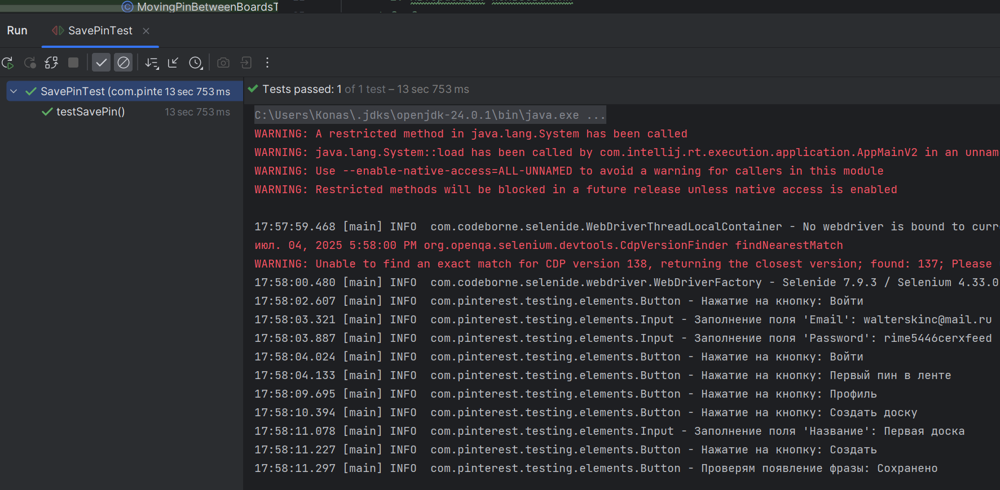 MovingPinBetweenBoardsT
Run
SavePinTest
SavePinTest (com.pinte 13 sec 753 ms
testSavePin() 13 sec 753 ms
Tests passed: 1 of 1 test – 13 sec 753 ms
C:\Users\Konas\.jdks\openjdk-24.0.1\bin\java.exe ...
WARNING: A restricted method in java.lang.System has been called
WARNING: java.lang.System::load has been called by com.intellij.rt.execution.application.AppMainV2 in an unnam
WARNING: Use --enable-native-access=ALL-UNNAMED to avoid a warning for callers in this module
WARNING: Restricted methods will be blocked in a future release unless native access is enabled
17:57:59.468 [main] INFO  com.codeborne.selenide.WebDriverThreadLocalContainer - No webdriver is bound to curr
июл. 04, 2025 5:58:00 PM org.openqa.selenium.devtools.CdpVersionFinder findNearestMatch
WARNING: Unable to find an exact match for CDP version 138, returning the closest version; found: 137; Please
17:58:00.480 [main] INFO  com.codeborne.selenide.webdriver.WebDriverFactory - Selenide 7.9.3 / Selenium 4.33.0
17:58:02.607 [main] INFO  com.pinterest.testing.elements.Button - Нажатие на кнопку: Войти
17:58:03.321 [main] INFO  com.pinterest.testing.elements.Input - Заполнение поля 'Email': walterskinc@mail.ru
17:58:03.887 [main] INFO  com.pinterest.testing.elements.Input - Заполнение поля 'Password': rime5446cerxfeed
17:58:04.024 [main] INFO  com.pinterest.testing.elements.Button - Нажатие на кнопку: Войти
17:58:04.133 [main] INFO  com.pinterest.testing.elements.Button - Нажатие на кнопку: Первый пин в ленте
17:58:09.695 [main] INFO  com.pinterest.testing.elements.Button - Нажатие на кнопку: Профиль
17:58:10.394 [main] INFO  com.pinterest.testing.elements.Button - Нажатие на кнопку: Создать доску
17:58:11.078 [main] INFO  com.pinterest.testing.elements.Input - Заполнение поля 'Название': Первая доска
17:58:11.227 [main] INFO  com.pinterest.testing.elements.Button - Нажатие на кнопку: Создать
17:58:11.297 [main] INFO  com.pinterest.testing.elements.Button - Проверям появление фразы: Сохранено